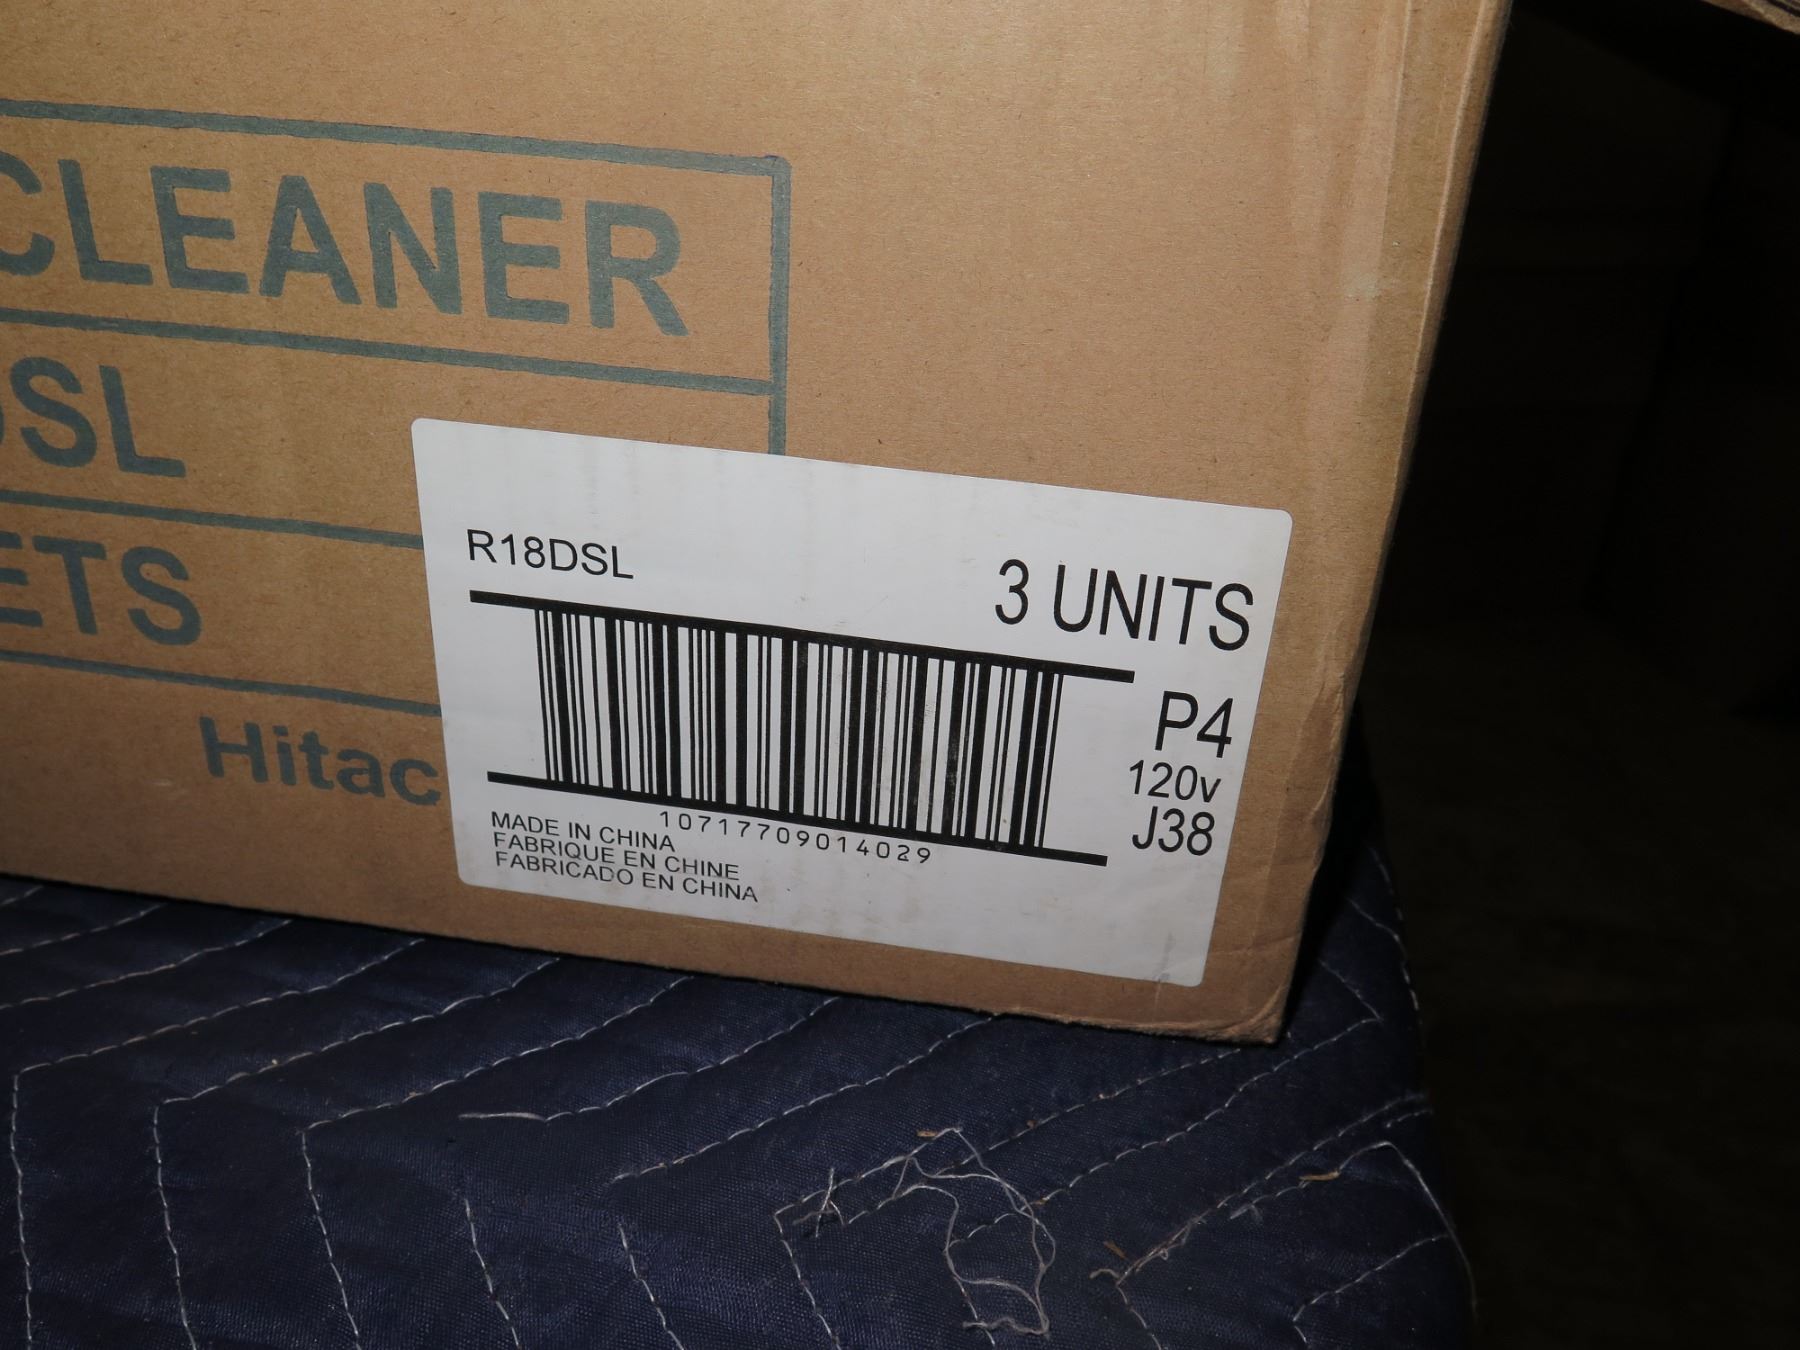 CLEANER
DSL
ETS
Hitac
R18DSL
3 UNITS
P4
120v
J38
10717709014029
MADE IN CHINA
FABRIQUE EN CHINE
FABRICADO EN CHINA